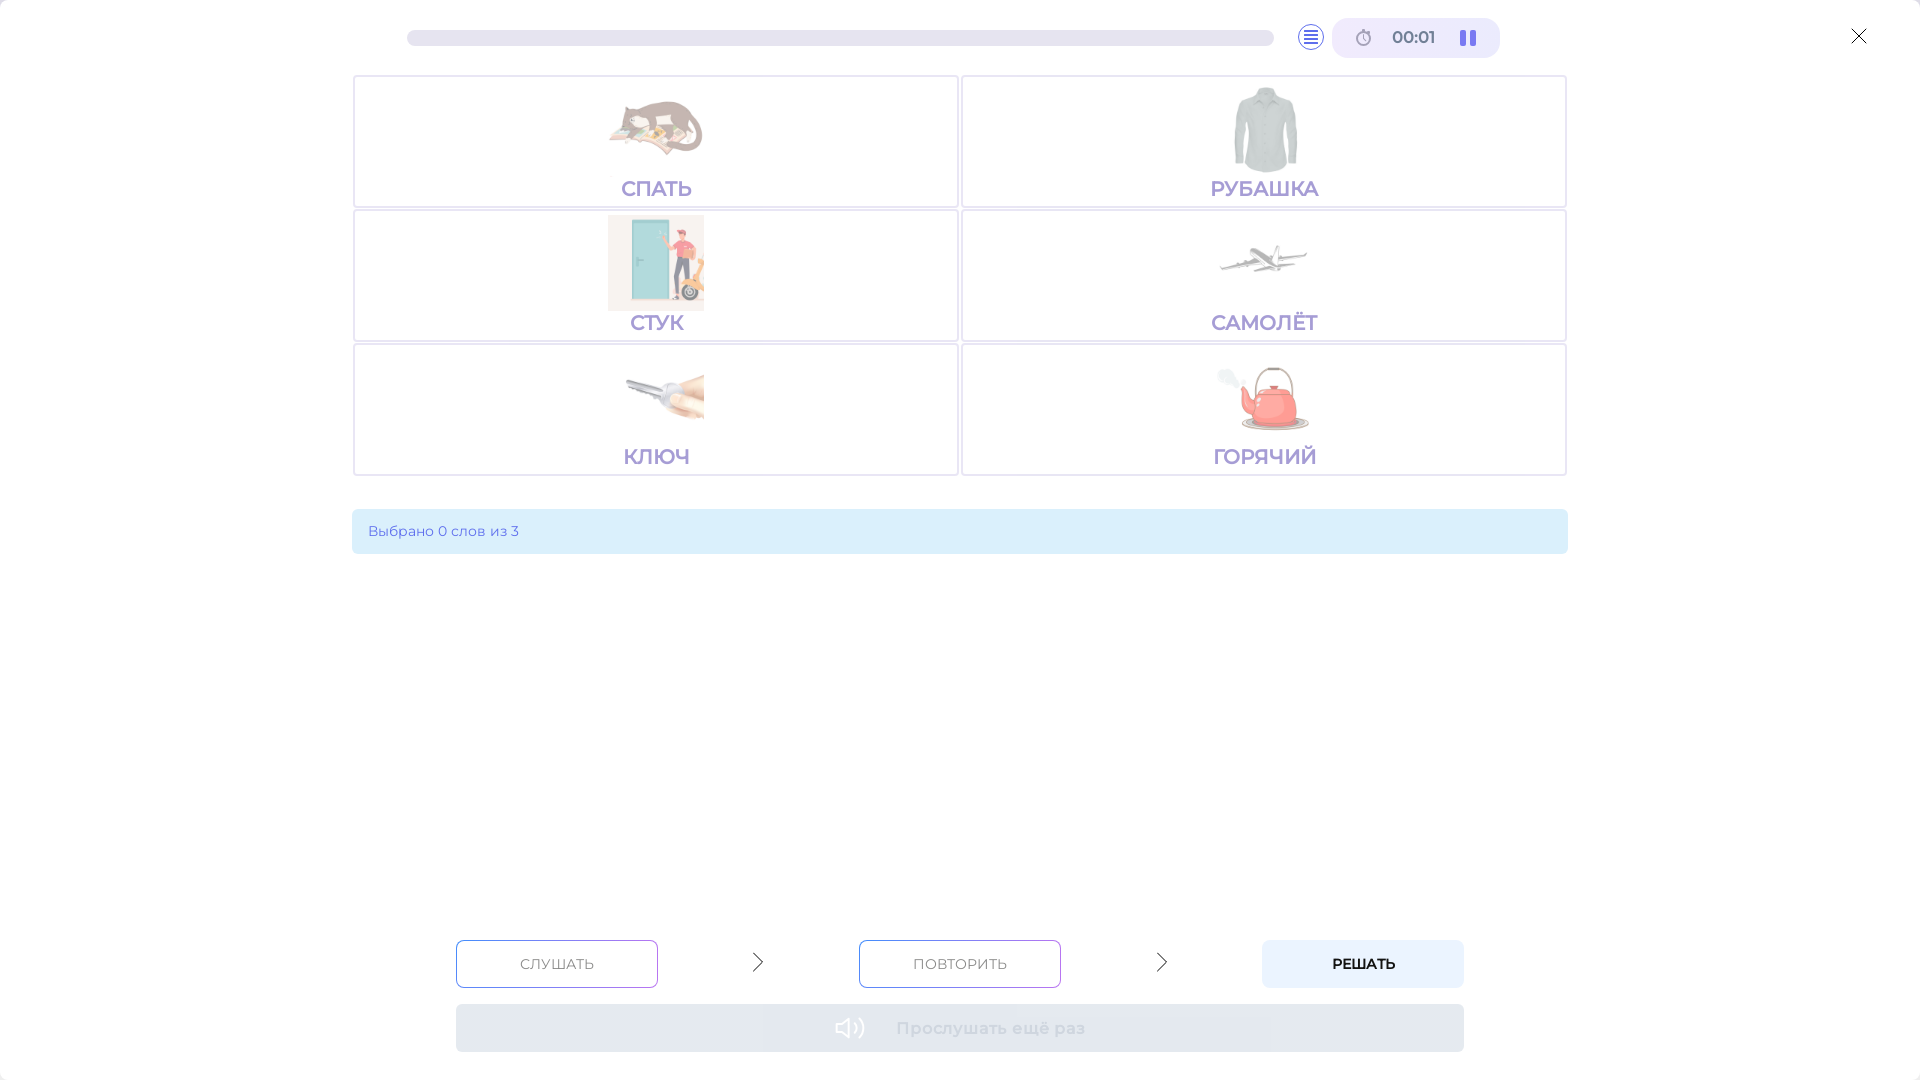 00:01
СПАТЬ
РУБАШКА
СТУК
САМОЛЁТ
КЛЮЧ
ГОРЯЧИЙ
Выбрано 0 слов из 3
СЛУШАТЬ
ПОВТОРИТЬ
РЕШАТЬ
Прослушать ещё раз